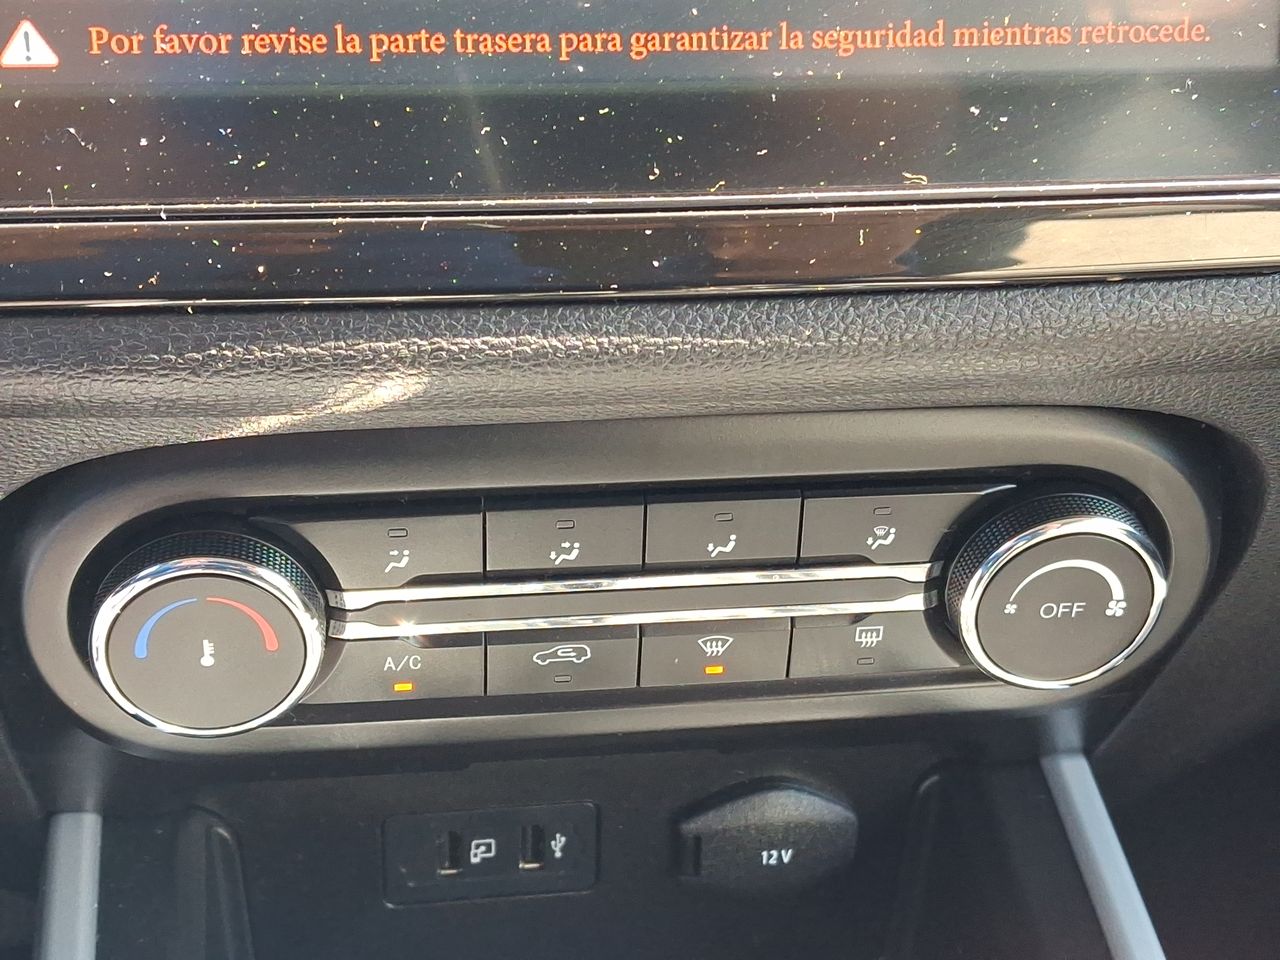 Por favor revise la parte trasera para garantizar la seguridad mientras retrocede.
OFF
A/C
12V